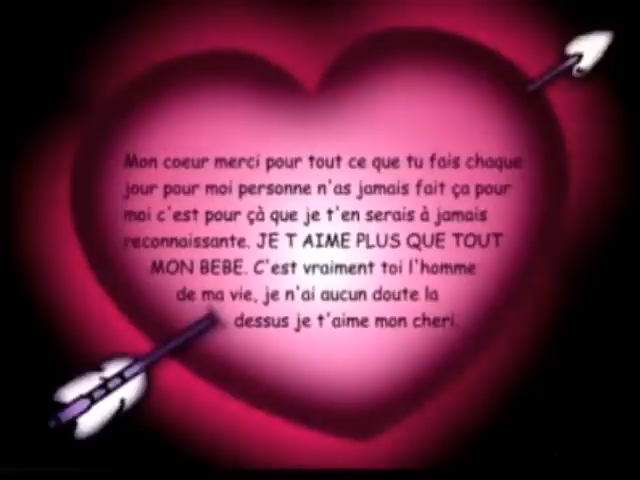 Mon coeur merci pour tout ce que tu fais chaque
jour pour moi personne n'as jamais fait ça pour
moi c'est pour çà que je t'en serais à jamais
reconnaissante. JE T AIME PLUS QUE TOUT
MON BEBE. C'est vraiment toi l'homme
de ma vie, je n'ai aucun doute la
dessus je t'aime mon cheri.